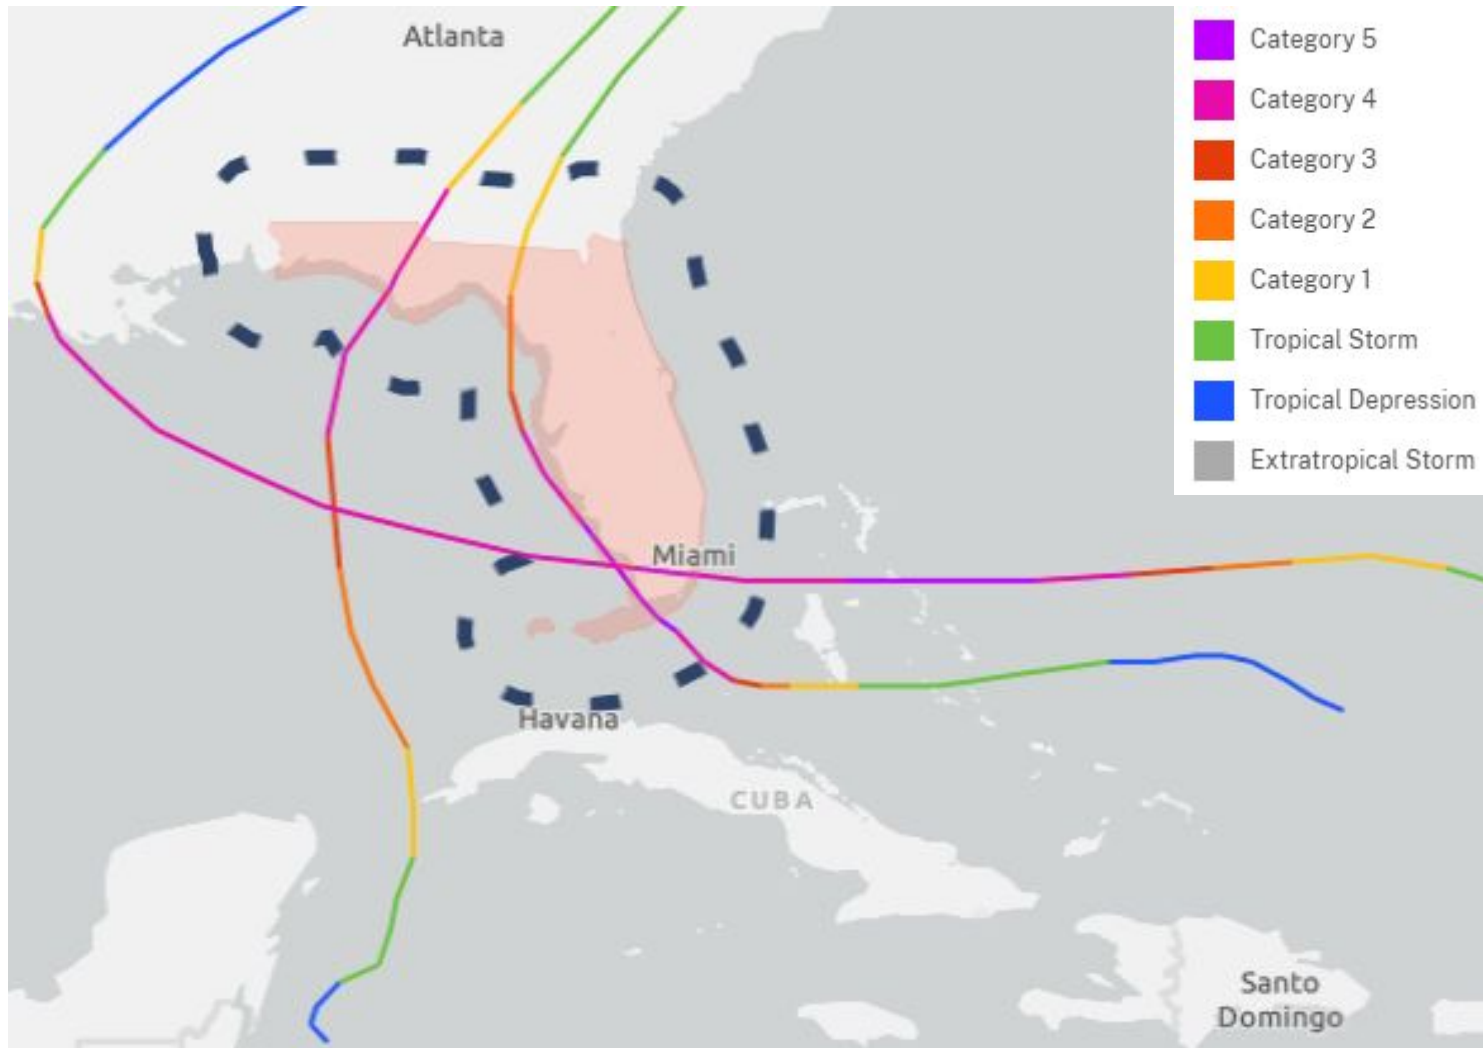 Atlanta
Category 5
Category 4
Category 3
Category 2
Category 1
Tropical Storm
Tropical Depression
Extratropical Storm
Miami
Havana
CUBA
Santo
Domingo